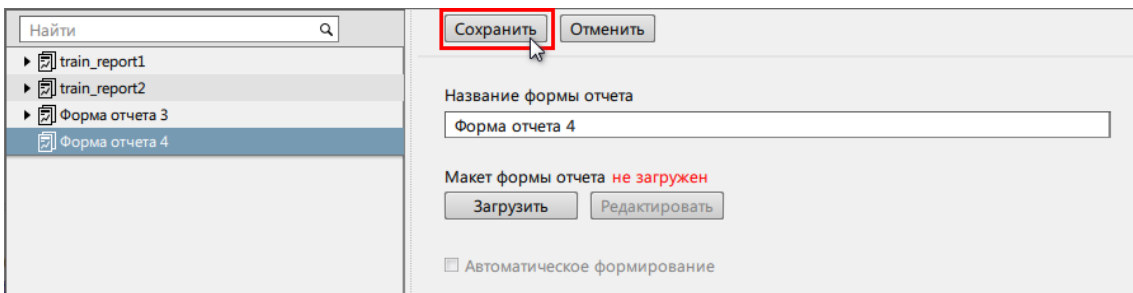 Найти
train_report1
train_report2
Форма отчета 3
Форма отчета 4
Сохранить Отменить
Название формы отчета
Форма отчета 4
Макет формы отчета не загружен
Загрузить Редактировать
Автоматическое формирование